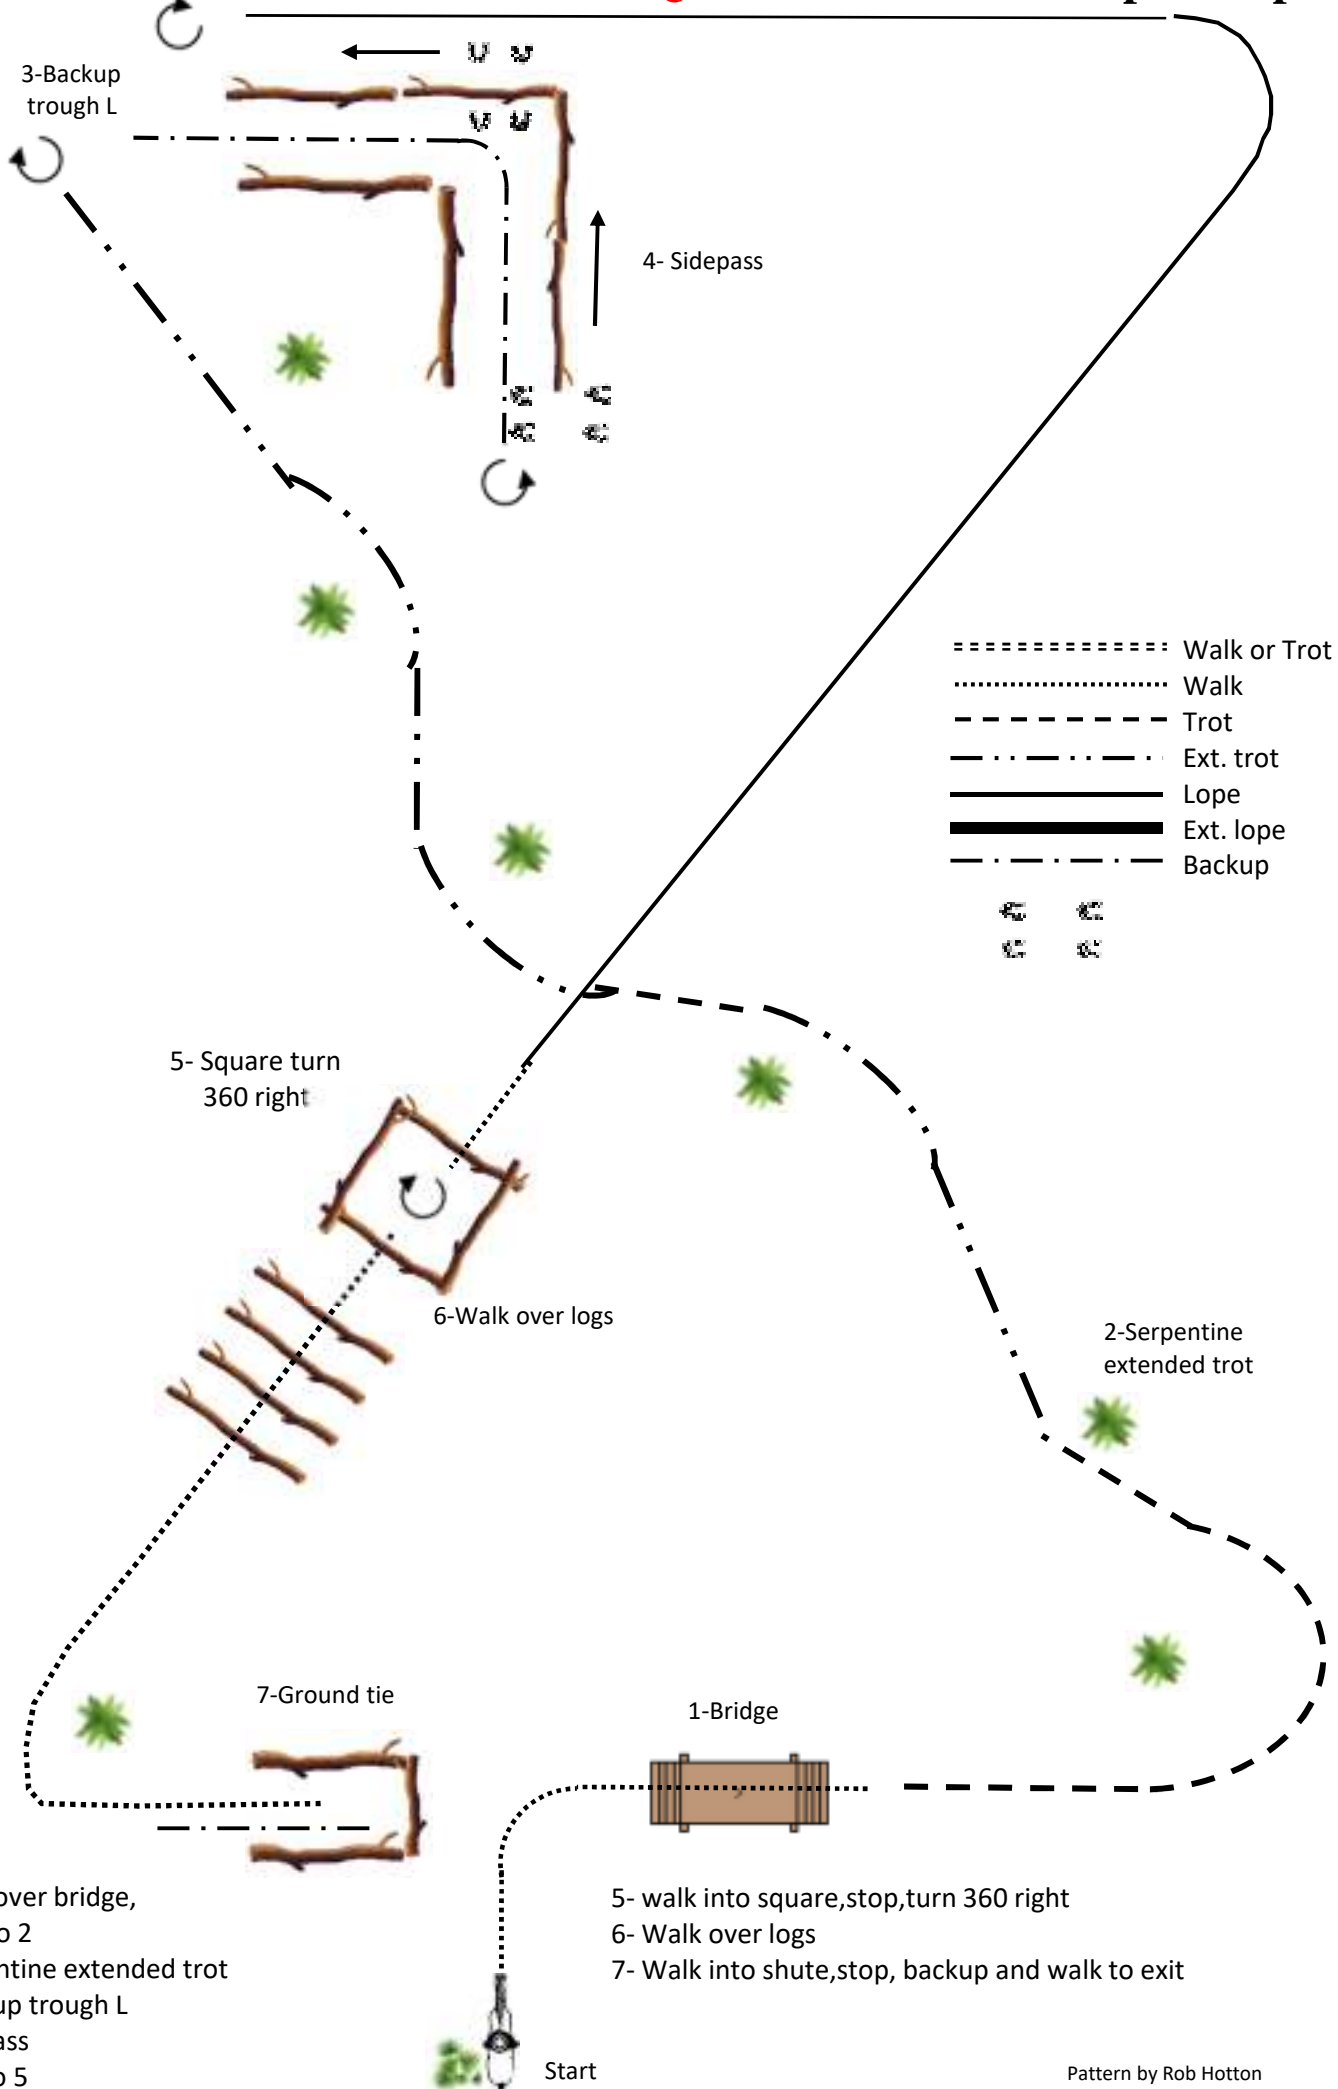 3-Backup
trough L
4- Sidepass
Walk or Trot
Walk
Trot
Ext. trot
Lope
Ext. lope
Backup
5- Square turn
360 right
6-Walk over logs
2-Serpentine
extended trot
7-Ground tie
1-Bridge
over bridge,
2
extended trot
up trough L
5
5- walk into square,stop,turn 360 right
6- Walk over logs
7- Walk into shute,stop, backup and walk to exit
Start
Pattern by Rob Hotton